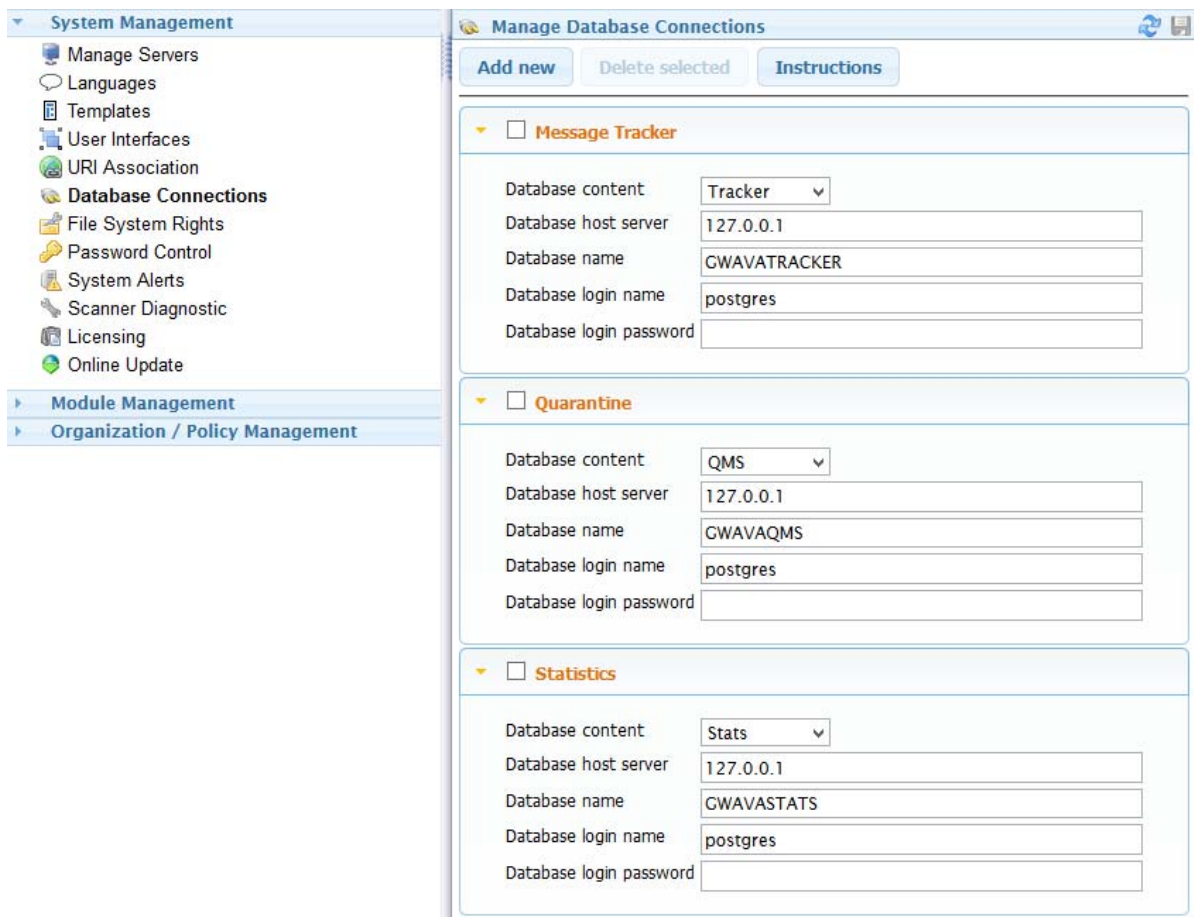 System Management
Manage Servers
Languages
Templates
User Interfaces
URI Association
Database Connections
File System Rights
Password Control
System Alerts
Scanner Diagnostic
Licensing
Online Update
Module Management
Organization / Policy Management
Manage Database Connections
Add new Delete selected Instructions
Message Tracker
Database content Tracker
Database host server 127.0.0.1
Database name GWAVATRACKER
Database login name postgres
Database login password
Quarantine
Database content QMS
Database host server 127.0.0.1
Database name GWAVAQMS
Database login name postgres
Database login password
Statistics
Database content Stats
Database host server 127.0.0.1
Database name GWAVASTATS
Database login name postgres
Database login password